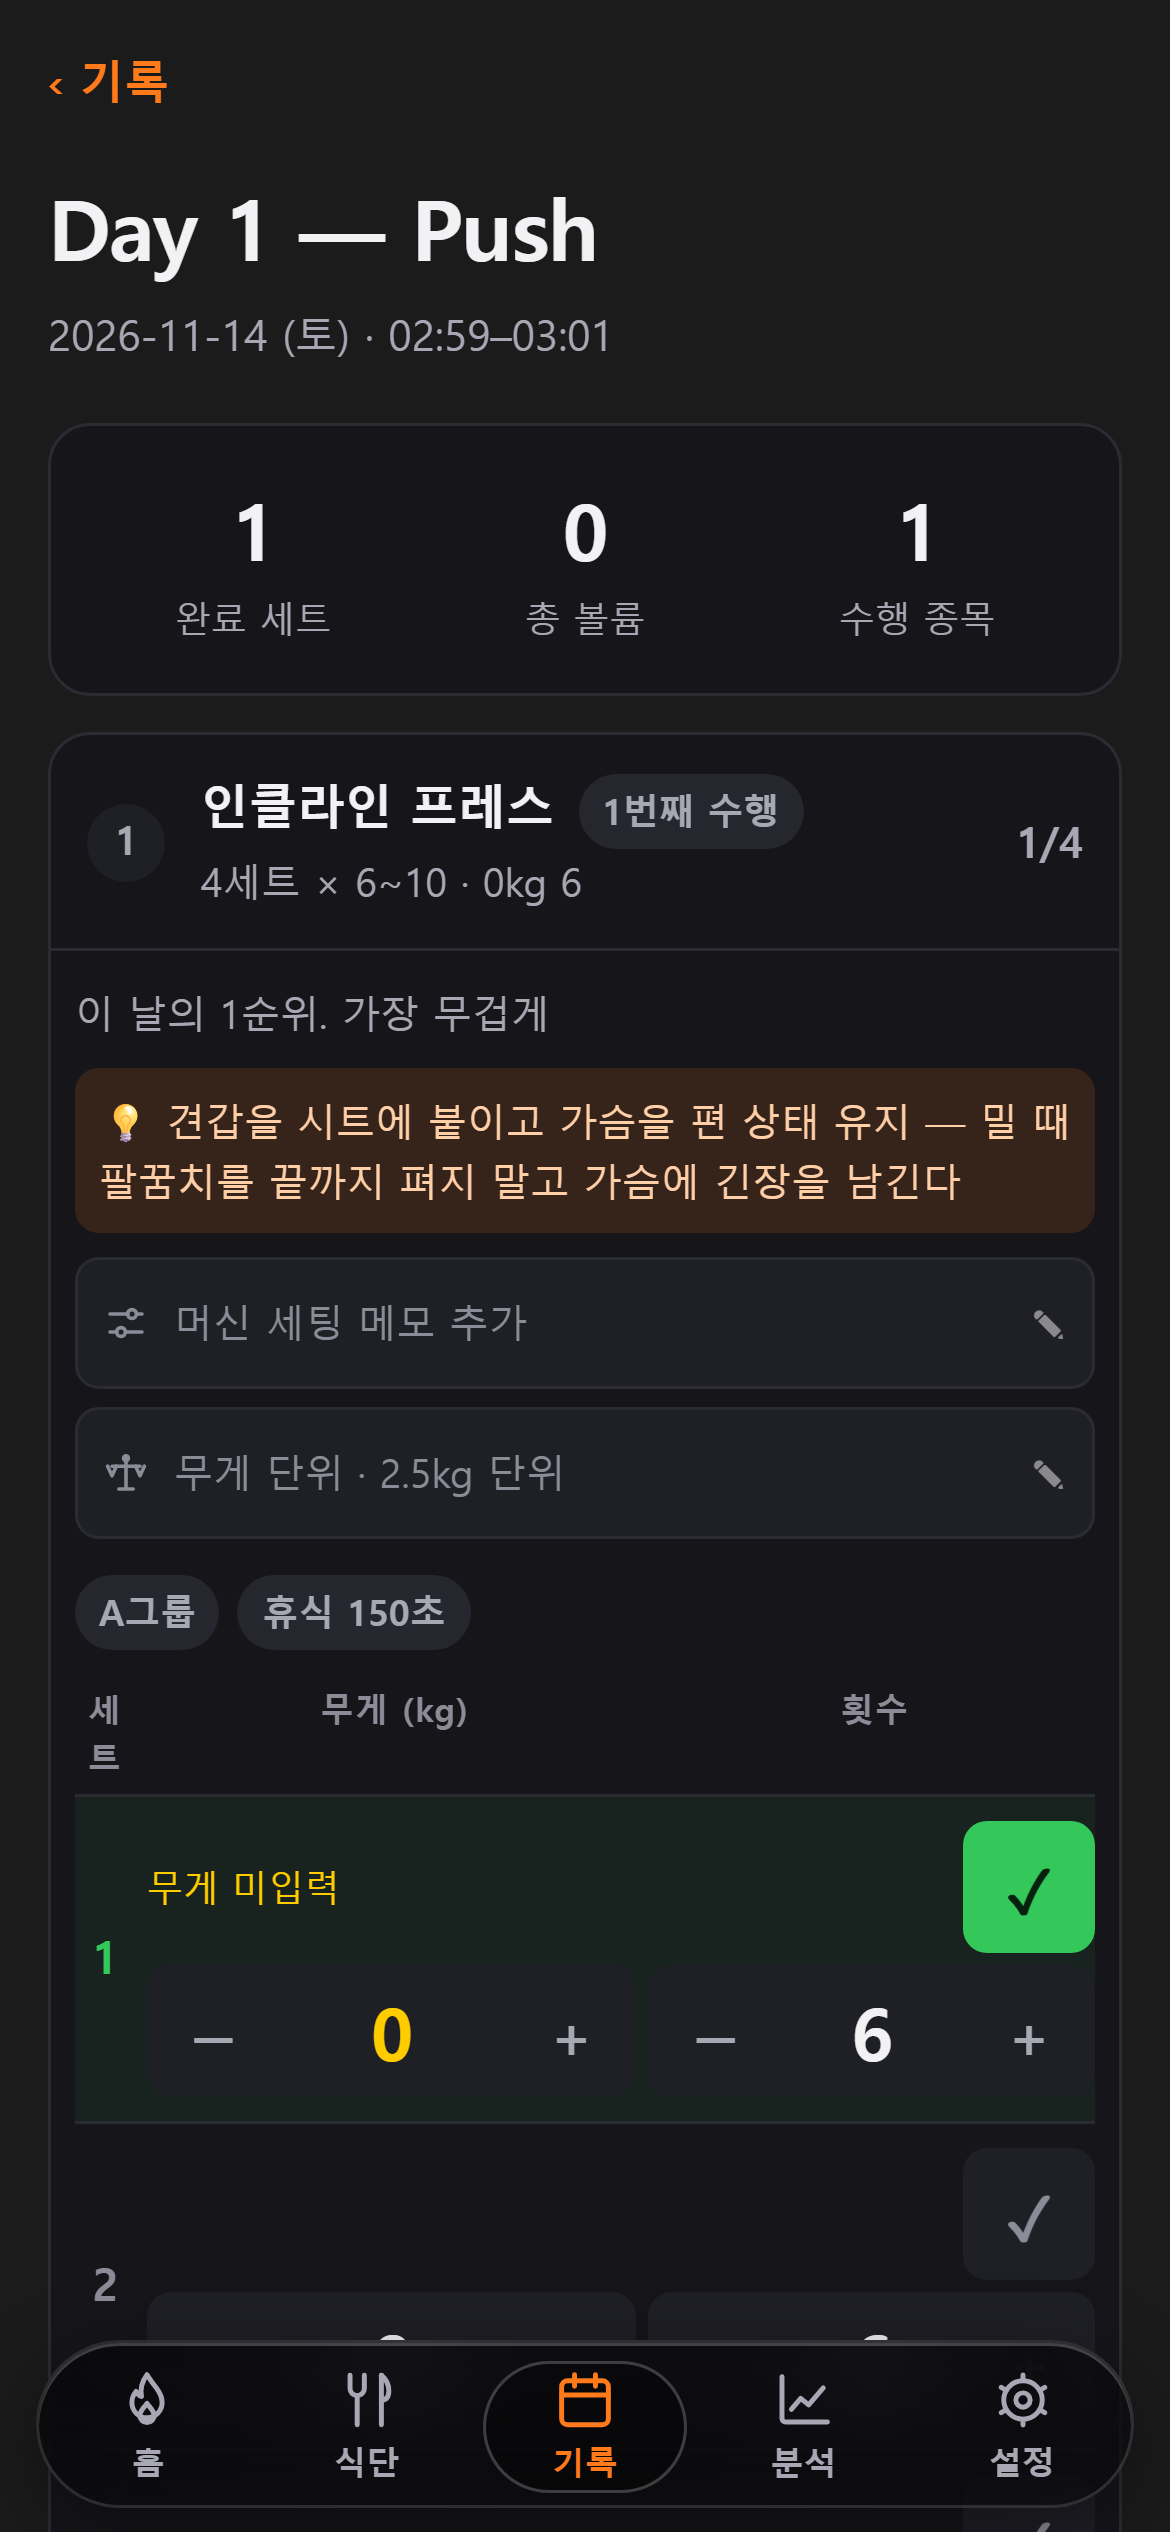 ‹ 기록
Day 1 — Push
2026-11-14 (토) · 02:59–03:01
1
완료 세트
0
총 볼륨
1
수행 종목
1
인클라인 프레스
1번째 수행
4세트 × 6~10 · 0kg 6
1/4
이 날의 1순위. 가장 무겁게
💡 견갑을 시트에 붙이고 가슴을 편 상태 유지 — 밀 때
팔꿈치를 끝까지 펴지 말고 가슴에 긴장을 남긴다
머신 세팅 메모 추가
무게 단위 · 2.5kg 단위
A그룹
휴식 150초
세
트
무게 (kg)
횟수
1
무게 미입력
✓
— 0 +
— 6 +
2
✓
홈
식단
기록
분석
설정